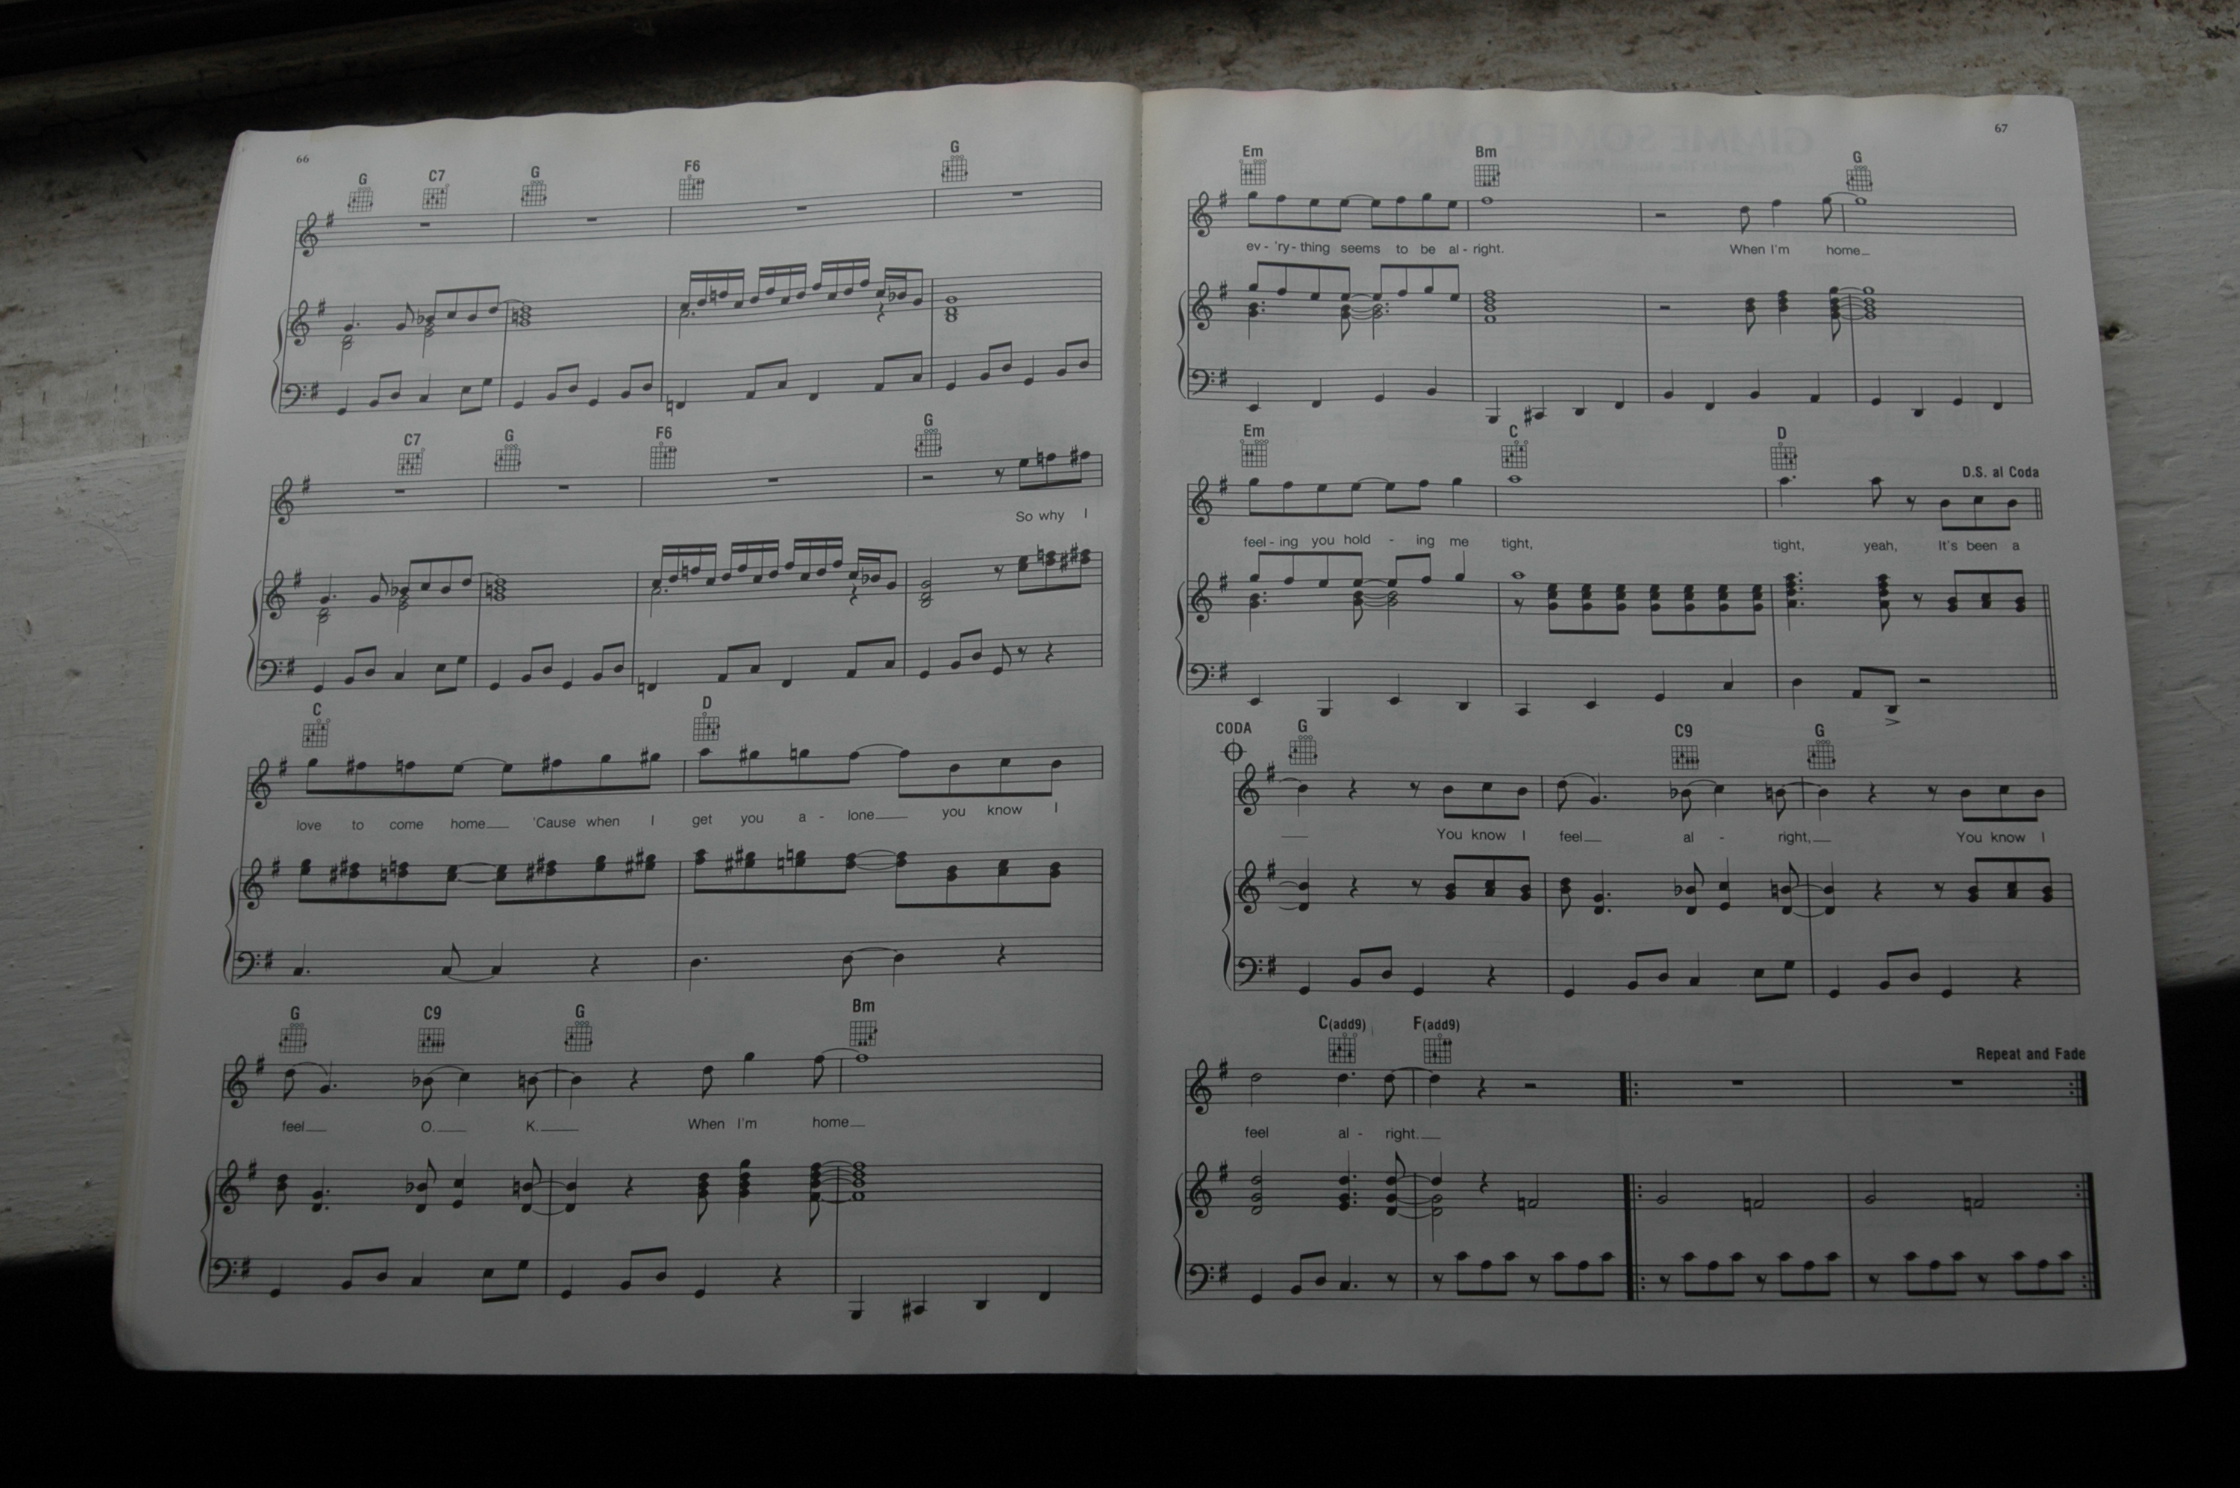 66
G C7 G F6 G
C7 G F6 G
So why I
C D
love to come home 'Cause when I get you a - lone you know I
G C9 G Bm
feel O. K. When I'm home
67
Em Bm G
ev - 'ry - thing seems to be al - right. When I'm home
Em C D
D.S. al Coda
feel - ing you hold - ing me tight, tight, yeah, It's been a
CODA G C9 G
You know I feel al - right, You know I
C(add9) F(add9)
Repeat and Fade
feel al - right.